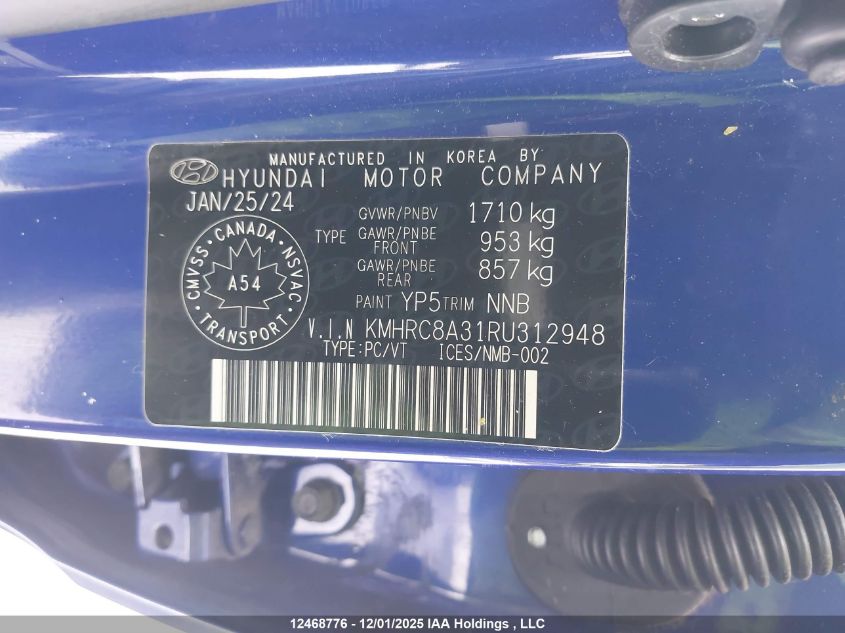 MANUFACTURED IN KOREA BY
HYUNDAI MOTOR COMPANY
JAN/25/24
GVWR/PNBV 1710 kg
TYPE GAWR/PNBE FRONT 953 kg
GAWR/PNBE REAR 857 kg
PAINT YP5 TRIM NNB
CMVSS · CANADA · NSVAC · TRANSPORT ·
A54
V.I.N KMHRC8A31RU312948
TYPE:PC/VT ICES/NMB-002
12468776 - 12/01/2025 IAA Holdings , LLC